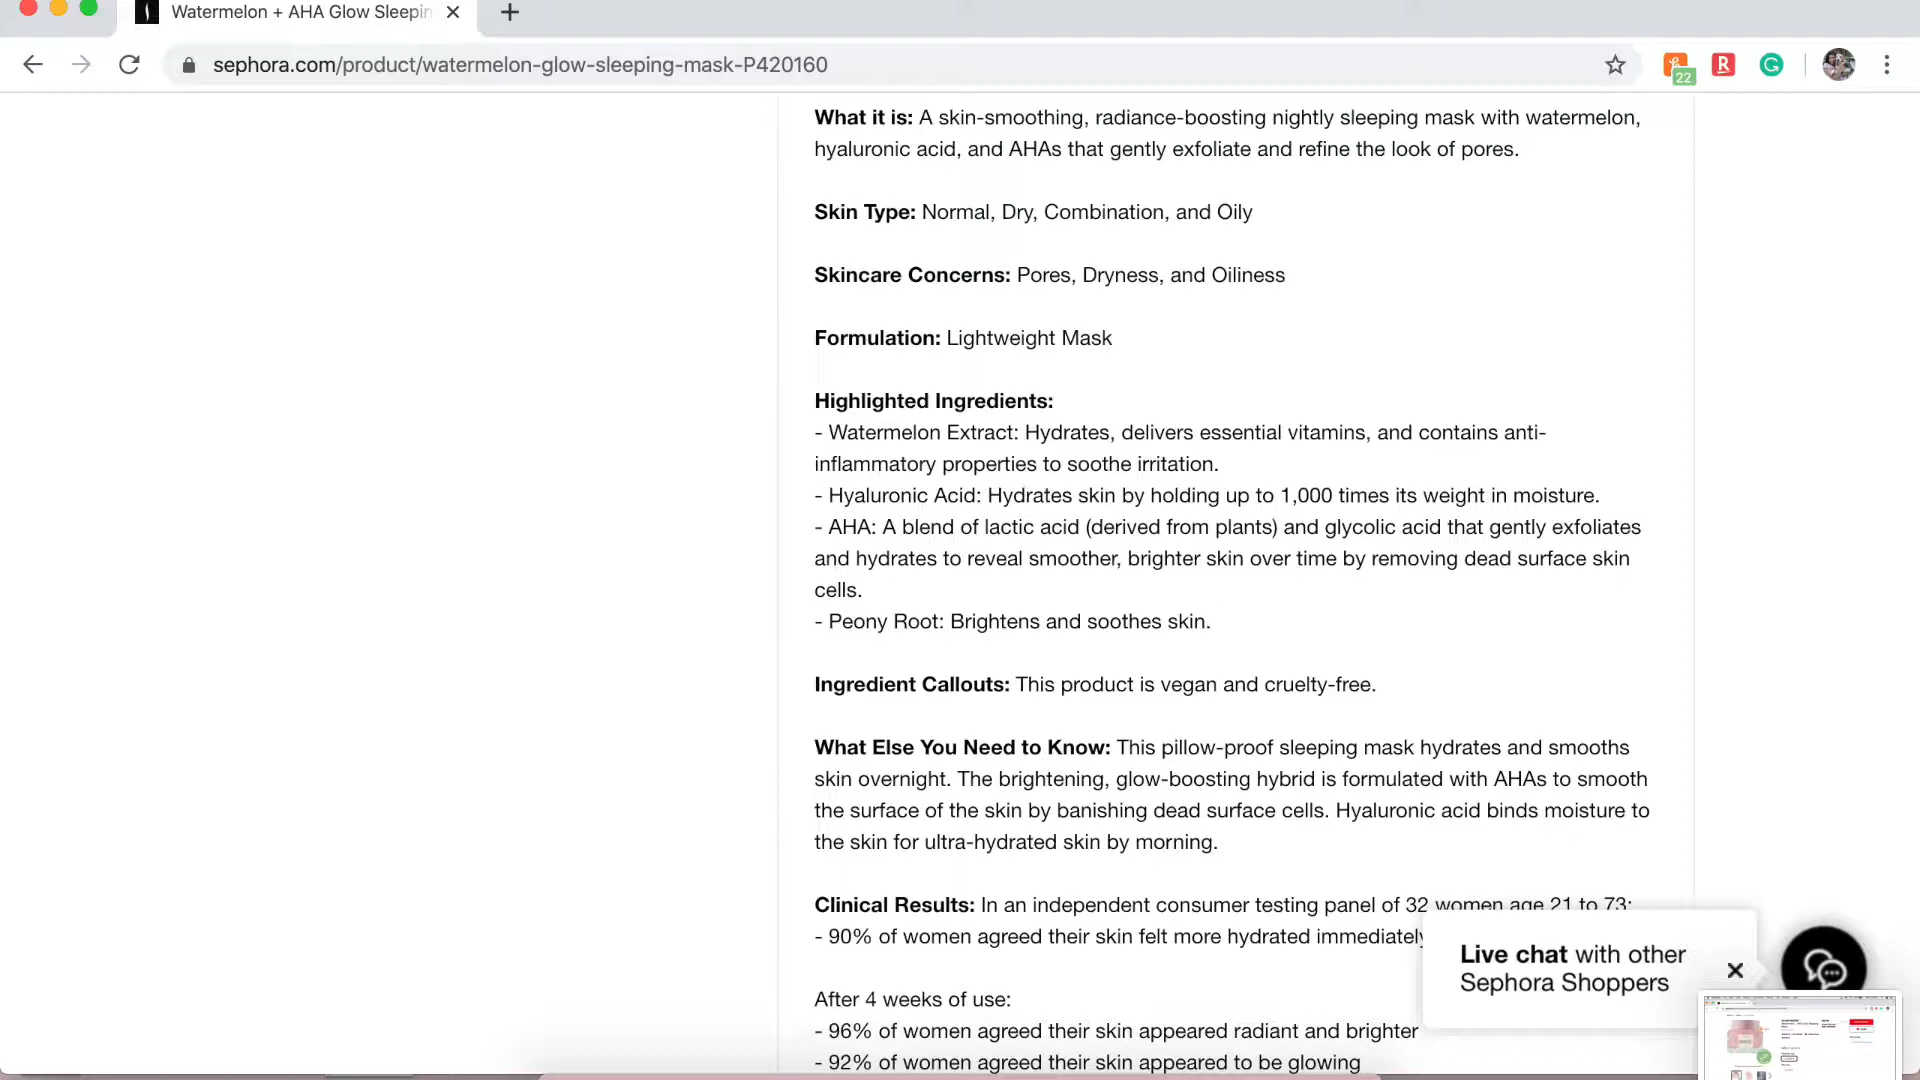 Watermelon + AHA Glow Sleepin
sephora.com/product/watermelon-glow-sleeping-mask-P420160
22
What it is: A skin-smoothing, radiance-boosting nightly sleeping mask with watermelon,
hyaluronic acid, and AHAs that gently exfoliate and refine the look of pores.
Skin Type: Normal, Dry, Combination, and Oily
Skincare Concerns: Pores, Dryness, and Oiliness
Formulation: Lightweight Mask
Highlighted Ingredients:
- Watermelon Extract: Hydrates, delivers essential vitamins, and contains anti-
inflammatory properties to soothe irritation.
- Hyaluronic Acid: Hydrates skin by holding up to 1,000 times its weight in moisture.
- AHA: A blend of lactic acid (derived from plants) and glycolic acid that gently exfoliates
and hydrates to reveal smoother, brighter skin over time by removing dead surface skin
cells.
- Peony Root: Brightens and soothes skin.
Ingredient Callouts: This product is vegan and cruelty-free.
What Else You Need to Know: This pillow-proof sleeping mask hydrates and smooths
skin overnight. The brightening, glow-boosting hybrid is formulated with AHAs to smooth
the surface of the skin by banishing dead surface cells. Hyaluronic acid binds moisture to
the skin for ultra-hydrated skin by morning.
Clinical Results: In an independent consumer testing panel of 32 women age 21 to 73:
- 90% of women agreed their skin felt more hydrated immediately
Live chat with other
Sephora Shoppers
After 4 weeks of use:
- 96% of women agreed their skin appeared radiant and brighter
- 92% of women agreed their skin appeared to be glowing